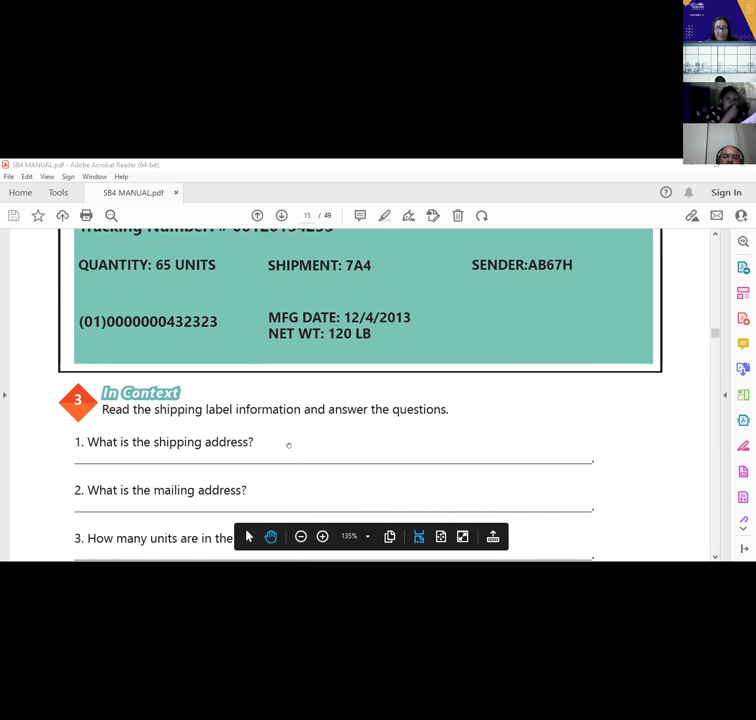 SB4 MANUAL.pdf - Adobe Acrobat Reader (64-bit)
File Edit View Sign Window Help
Home Tools SB4 MANUAL.pdf × Sign In
15 / 49
QUANTITY: 65 UNITS SHIPMENT: 7A4 SENDER:AB67H
(01)0000000432323 MFG DATE: 12/4/2013
NET WT: 120 LB
3 In Context
Read the shipping label information and answer the questions.
1. What is the shipping address?
2. What is the mailing address?
3. How many units are in the
135%